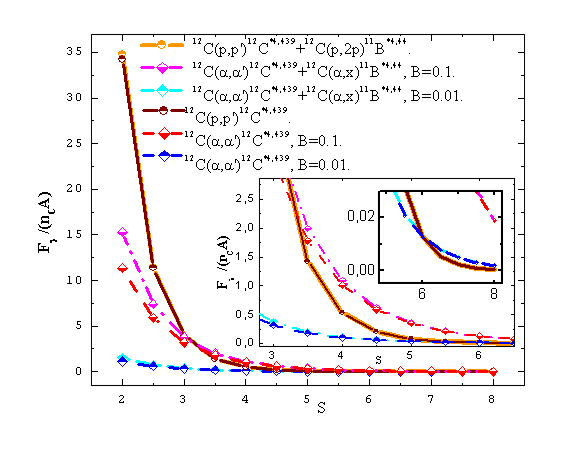 ¹²C(p,p')¹²C*⁴,⁴³⁹+¹²C(p,2p)¹¹B*⁴,⁴⁴.
¹²C(α,α')¹²C*⁴,⁴³⁹+¹²C(α,x)¹¹B*⁴,⁴⁴, B=0.1.
¹²C(α,α')¹²C*⁴,⁴³⁹+¹²C(α,x)¹¹B*⁴,⁴⁴, B=0.01.
¹²C(p,p')¹²C*⁴,⁴³⁹.
¹²C(α,α')¹²C*⁴,⁴³⁹, B=0.1.
¹²C(α,α')¹²C*⁴,⁴³⁹, B=0.01.
35
30
25
20
15
10
5
0
/(n꜀A)
2 3 4 5 6 7 8
S
2,5
2,0
1,5
1,0
0,5
0,0
/(n꜀A)
3 4 5 6
S
0,02
0,00
6 8